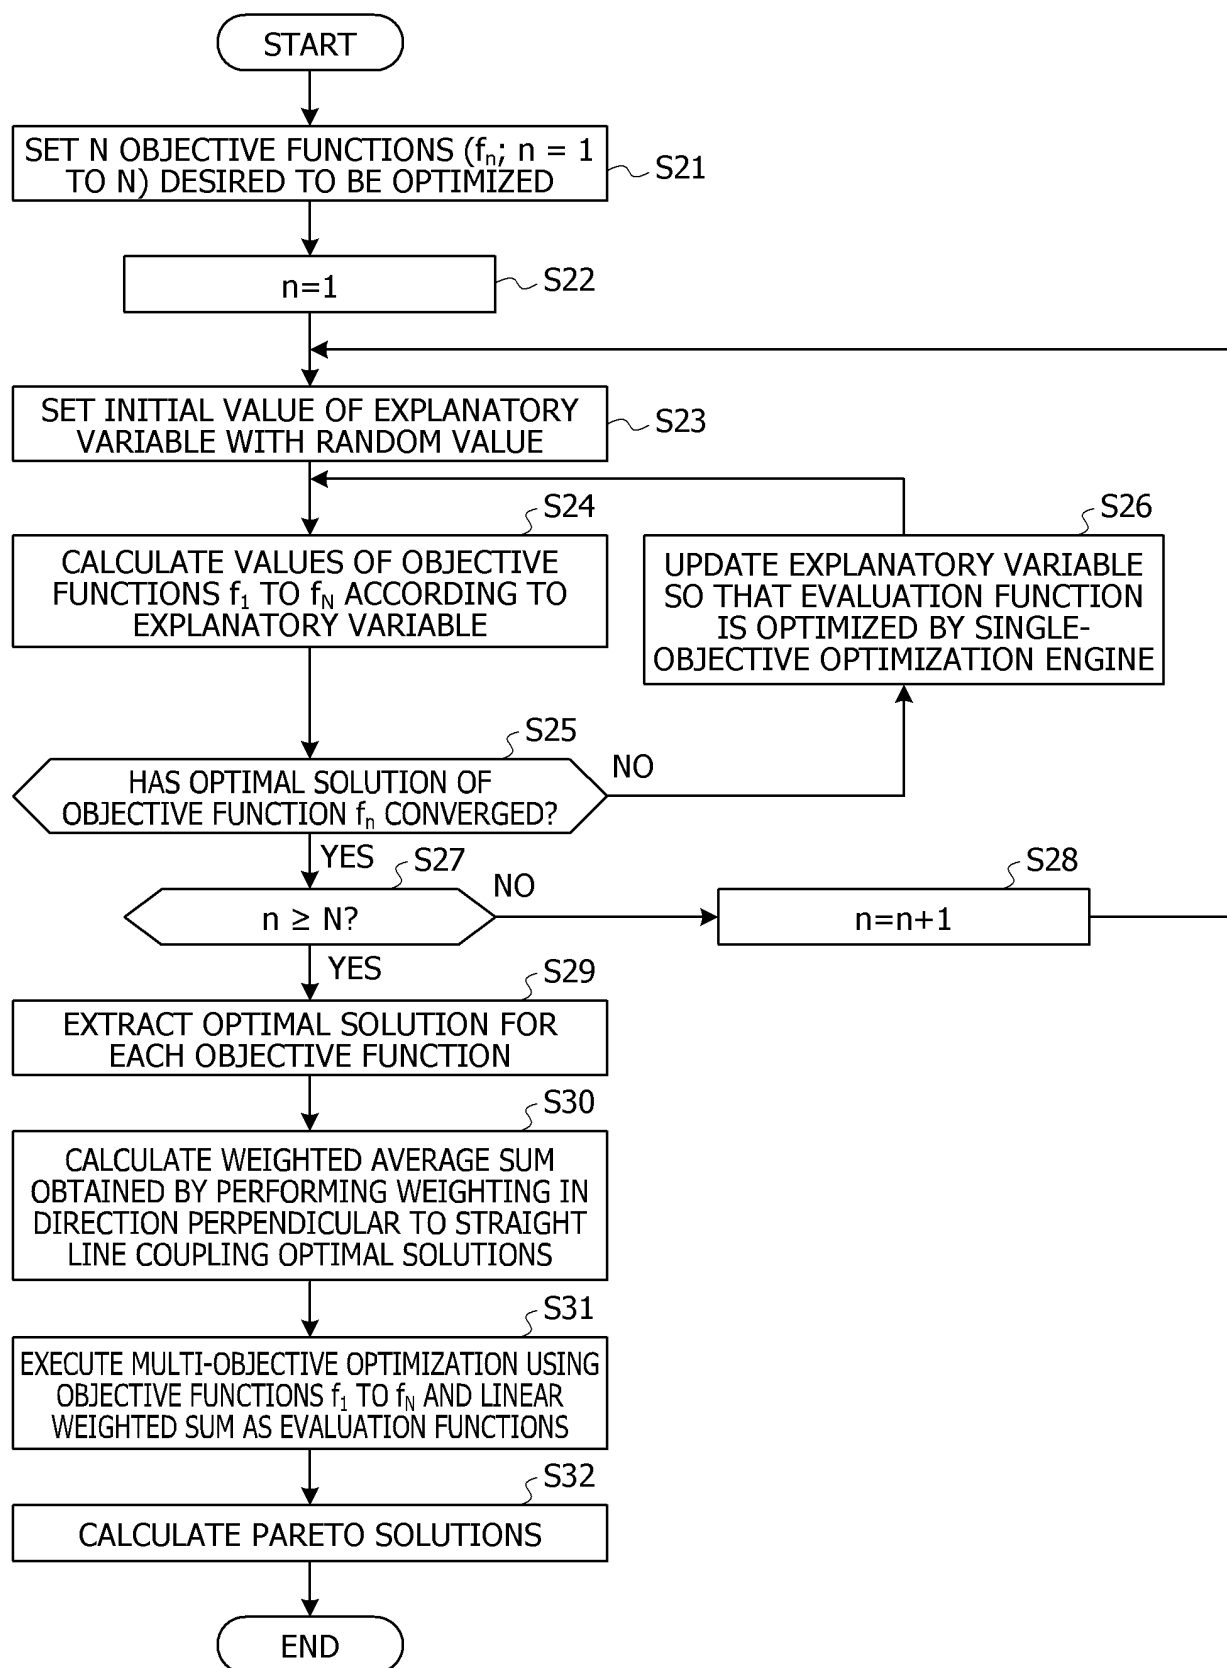 START
SET N OBJECTIVE FUNCTIONS (fn; n = 1
TO N) DESIRED TO BE OPTIMIZED
S21
n=1
S22
SET INITIAL VALUE OF EXPLANATORY
VARIABLE WITH RANDOM VALUE
S23
S24
CALCULATE VALUES OF OBJECTIVE
FUNCTIONS f1 TO fN ACCORDING TO
EXPLANATORY VARIABLE
S26
UPDATE EXPLANATORY VARIABLE
SO THAT EVALUATION FUNCTION
IS OPTIMIZED BY SINGLE-
OBJECTIVE OPTIMIZATION ENGINE
S25
HAS OPTIMAL SOLUTION OF
OBJECTIVE FUNCTION fn CONVERGED?
NO
YES
S27
n ≥ N?
NO
S28
n=n+1
YES
S29
EXTRACT OPTIMAL SOLUTION FOR
EACH OBJECTIVE FUNCTION
S30
CALCULATE WEIGHTED AVERAGE SUM
OBTAINED BY PERFORMING WEIGHTING IN
DIRECTION PERPENDICULAR TO STRAIGHT
LINE COUPLING OPTIMAL SOLUTIONS
S31
EXECUTE MULTI-OBJECTIVE OPTIMIZATION USING
OBJECTIVE FUNCTIONS f1 TO fN AND LINEAR
WEIGHTED SUM AS EVALUATION FUNCTIONS
S32
CALCULATE PARETO SOLUTIONS
END